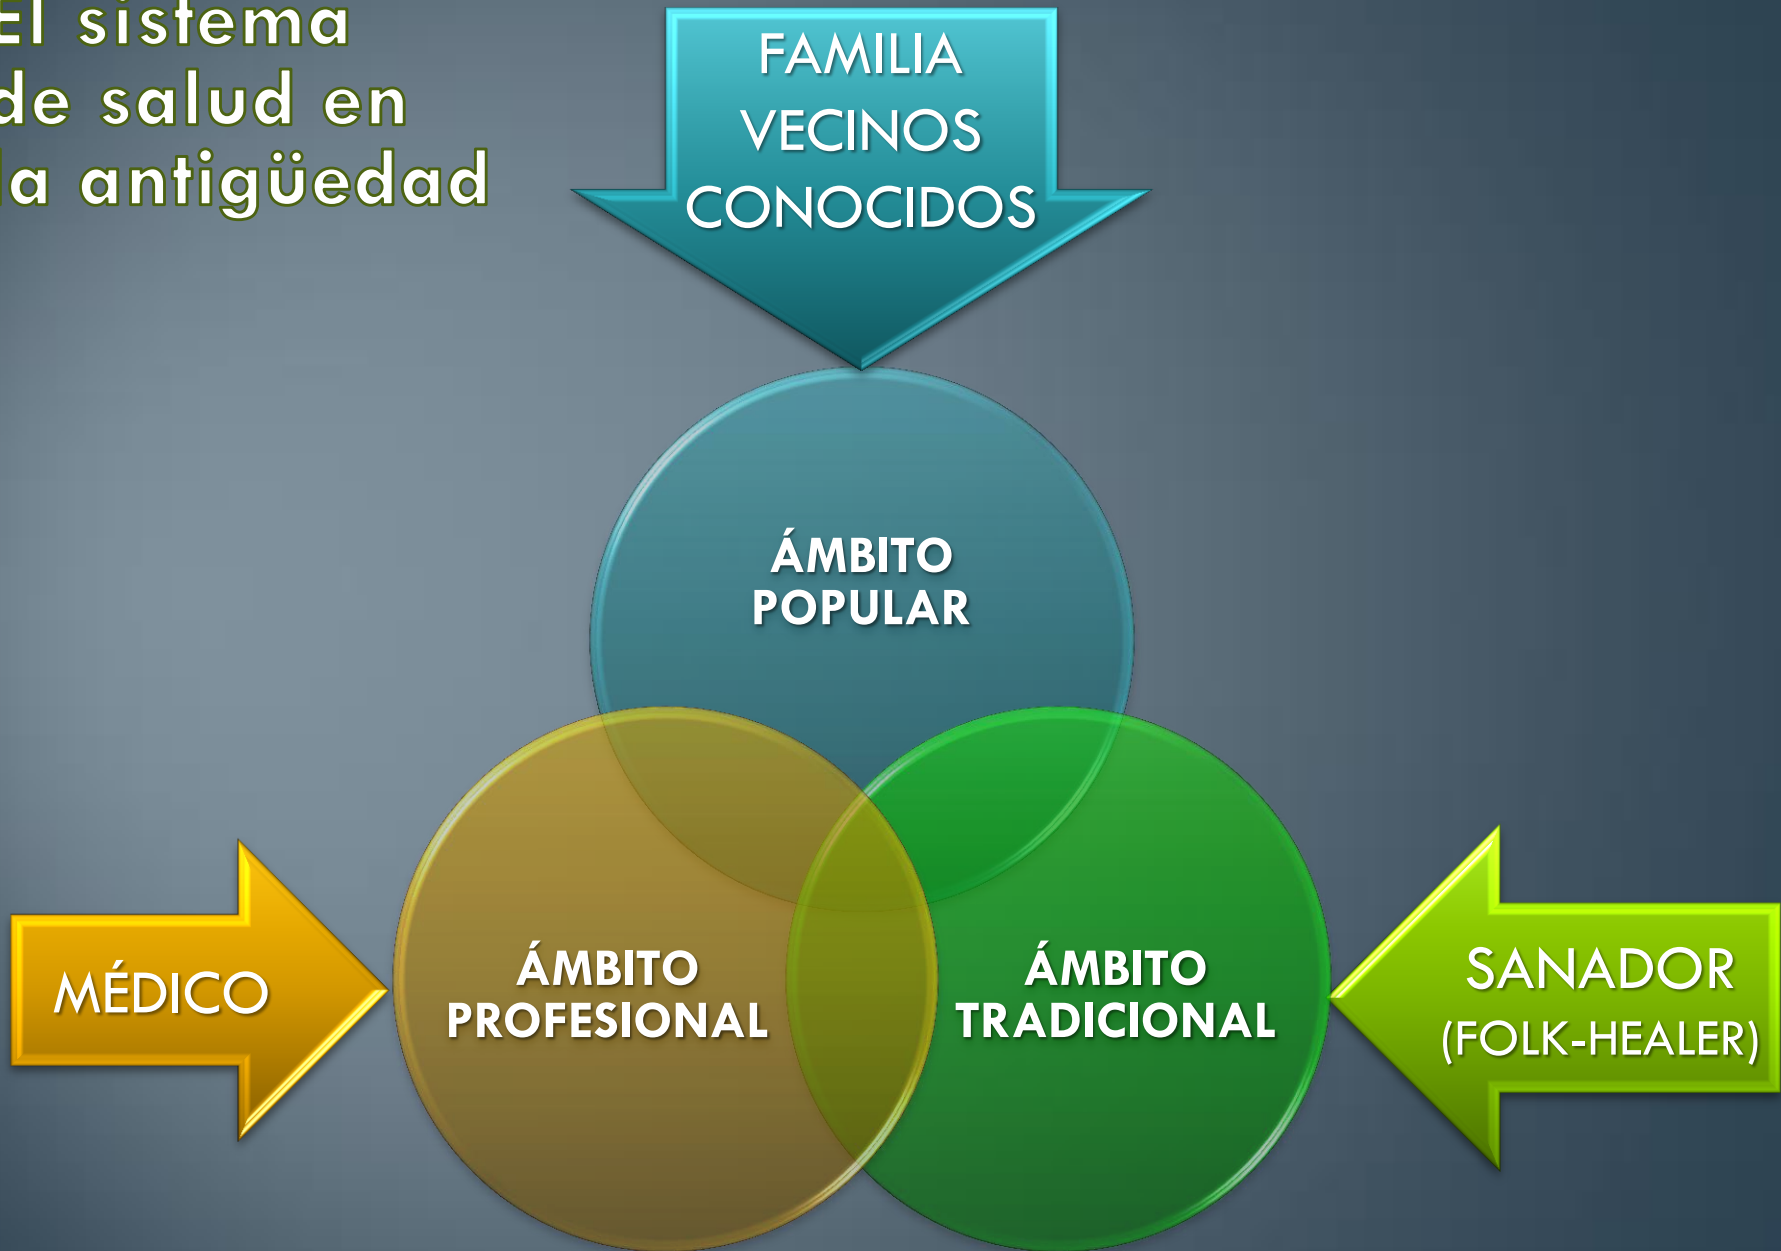 El sistema
de salud en
la antigüedad
FAMILIA
VECINOS
CONOCIDOS
ÁMBITO
POPULAR
MÉDICO
ÁMBITO
PROFESIONAL
ÁMBITO
TRADICIONAL
SANADOR
(FOLK-HEALER)